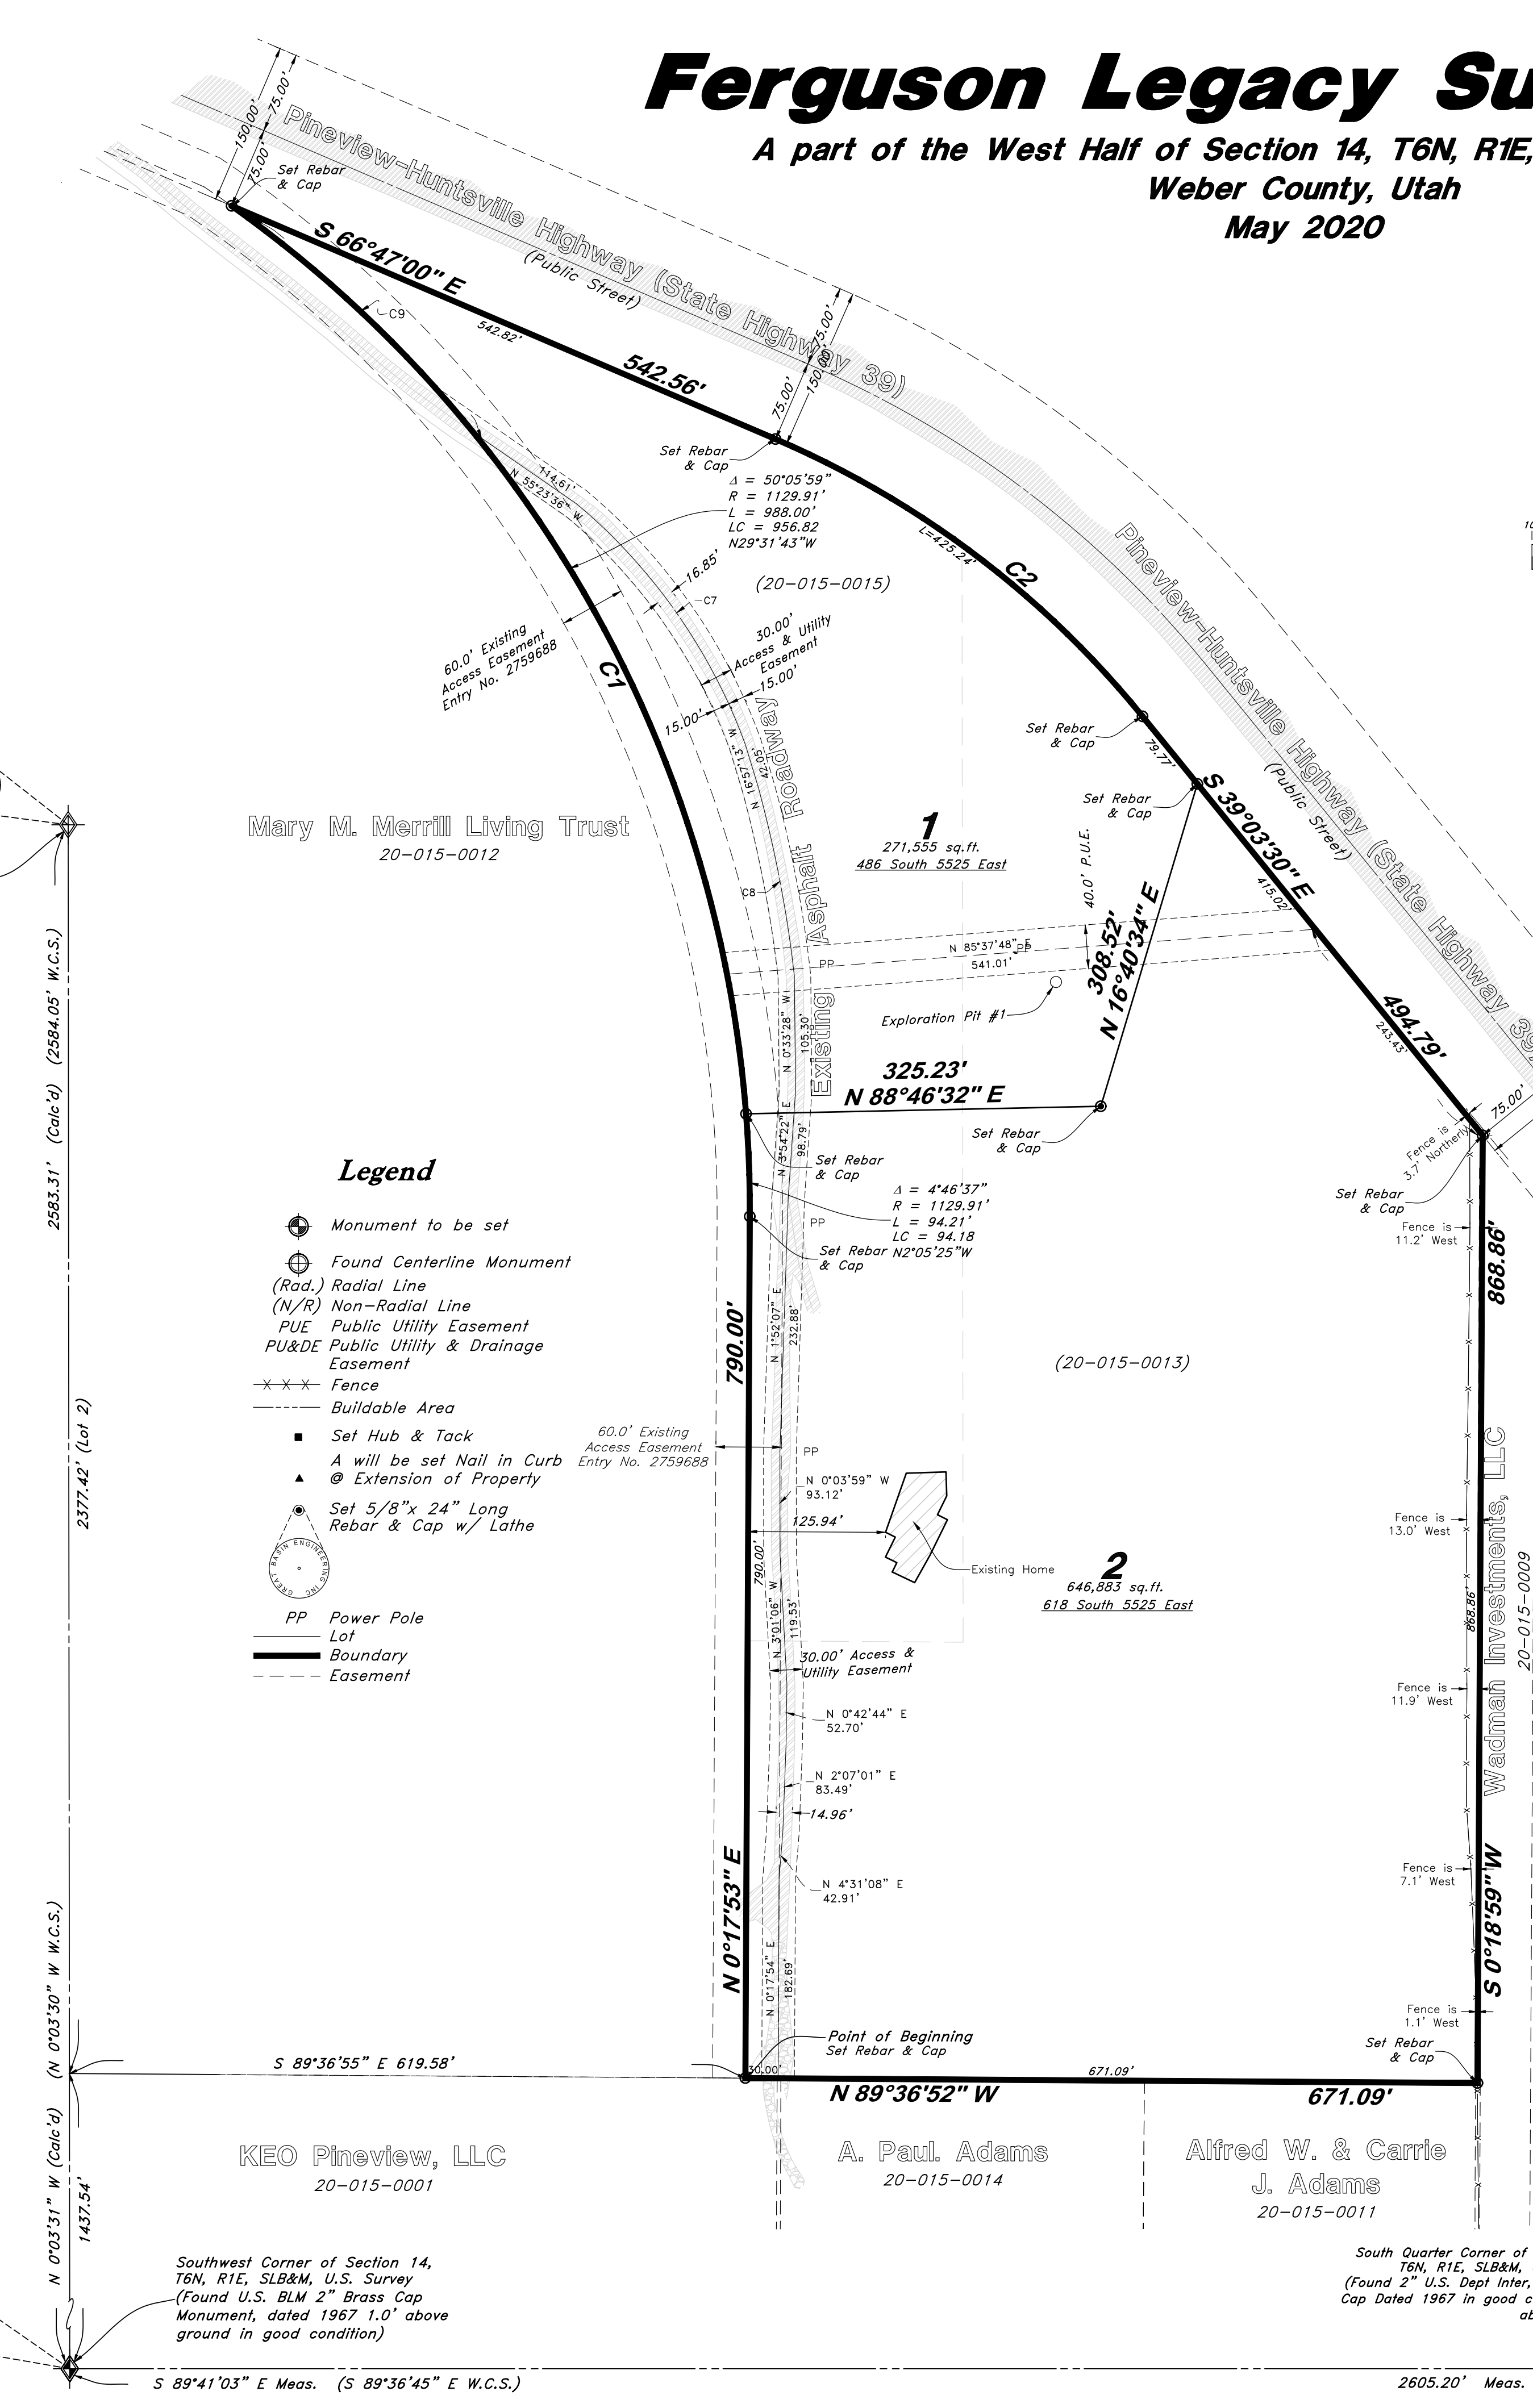 Ferguson Legacy Su
A part of the West Half of Section 14, T6N, R1E,
Weber County, Utah
May 2020
150.00'
75.00'
75.00'
Set Rebar
& Cap
Pineview-Huntsville Highway (State Highway 39)
(Public Street)
S 66°47'00" E
542.82'
542.56'
C9
75.00'
150.00'
75.00'
Set Rebar
& Cap
Δ = 50°05'59"
R = 1129.91'
L = 988.00'
LC = 956.82
N29°31'43"W
114.61'
N 55°23'36" W
L=425.24'
C2
16.85'
C7
(20-015-0015)
30.00'
Access & Utility
Easement
15.00'
15.00'
60.0' Existing
Access Easement
Entry No. 2759688
C1
Pineview-Huntsville Highway (State Highway 39
(Public Street)
10
Set Rebar
& Cap
79.77'
Set Rebar
& Cap
S 39°03'30" E
415.02'
494.79'
243.43'
N 16°57'13" W
42.05'
Existing Asphalt Roadway
Mary M. Merrill Living Trust
20-015-0012
1
271,555 sq.ft.
486 South 5525 East
C8
40.0' P.U.E.
308.52'
N 16°40'34" E
N 85°37'48" E
541.01'
PP
PP
Exploration Pit #1
N 0°33'28" W
105.30'
325.23'
N 88°46'32" E
Set Rebar
& Cap
N 3°54'22" E
98.79'
Set Rebar
& Cap
75.00'
Fence is
3.7' Northerly
Set Rebar
& Cap
Δ = 4°46'37"
R = 1129.91'
L = 94.21'
LC = 94.18
N2°05'25"W
PP
Set Rebar
& Cap
Fence is
11.2' West
868.86'
2583.31' (Calc'd) (2584.05' W.C.S.)
2377.42' (Lot 2)
Legend
Monument to be set
Found Centerline Monument
(Rad.) Radial Line
(N/R) Non-Radial Line
PUE Public Utility Easement
PU&DE Public Utility & Drainage
Easement
Fence
Buildable Area
Set Hub & Tack
A will be set Nail in Curb
@ Extension of Property
Set 5/8"x 24" Long
Rebar & Cap w/ Lathe
GREAT BASIN ENGINEERING INC
PP Power Pole
Lot
Boundary
Easement
790.00'
N 1°52'07" E
232.88'
(20-015-0013)
60.0' Existing
Access Easement
Entry No. 2759688
PP
N 0°03'59" W
93.12'
125.94'
790.00'
Existing Home
2
646,883 sq.ft.
618 South 5525 East
Fence is
13.0' West
868.86'
Wadman Investments, LLC
20-015-0009
N 3°01'06" W
119.53'
30.00' Access &
Utility Easement
Fence is
11.9' West
N 0°42'44" E
52.70'
N 2°07'01" E
83.49'
14.96'
N 4°31'08" E
42.91'
Fence is
7.1' West
N 0°17'53" E
S 0°18'59" W
N 0°17'54" E
182.69'
Fence is
1.1' West
Set Rebar
& Cap
Point of Beginning
Set Rebar & Cap
30.00'
S 89°36'55" E 619.58'
671.09'
N 89°36'52" W
671.09'
N 0°03'31" W (Calc'd) (N 0°03'30" W W.C.S.)
1437.54'
KEO Pineview, LLC
20-015-0001
A. Paul. Adams
20-015-0014
Alfred W. & Carrie
J. Adams
20-015-0011
Southwest Corner of Section 14,
T6N, R1E, SLB&M, U.S. Survey
(Found U.S. BLM 2" Brass Cap
Monument, dated 1967 1.0' above
ground in good condition)
South Quarter Corner of
T6N, R1E, SLB&M,
(Found 2" U.S. Dept Inter,
Cap Dated 1967 in good c
ab
S 89°41'03" E Meas. (S 89°36'45" E W.C.S.)
2605.20' Meas.